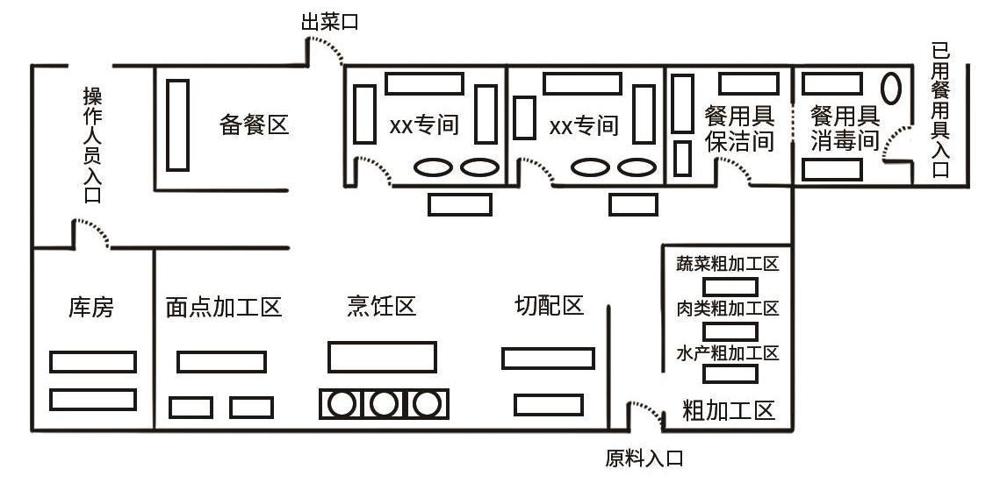 出菜口
操作人员入口
备餐区
xx专间
xx专间
餐用具
保洁间
餐用具
消毒间
已用餐用具入口
库房
面点加工区
烹饪区
切配区
蔬菜粗加工区
肉类粗加工区
水产粗加工区
粗加工区
原料入口